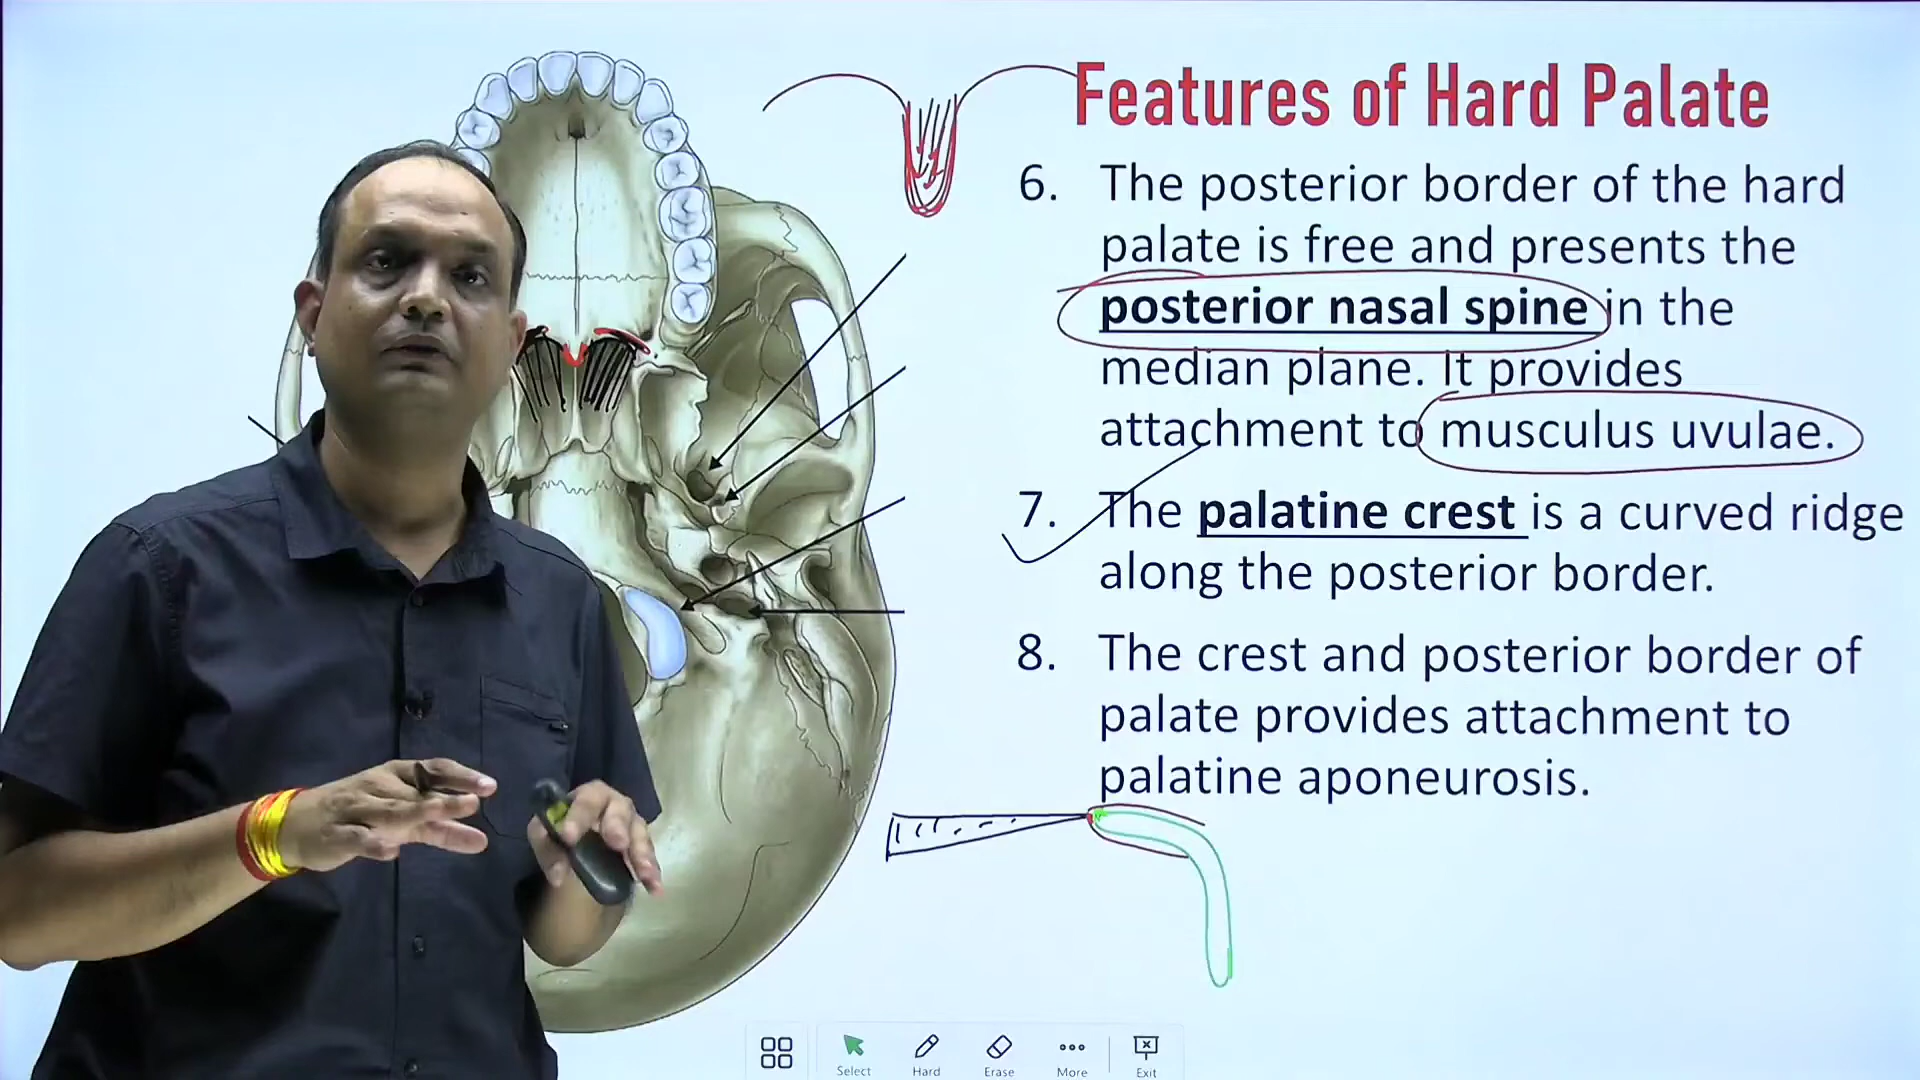 Features of Hard Palate
6. The posterior border of the hard
palate is free and presents the
posterior nasal spine in the
median plane. It provides
attachment to musculus uvulae.
7. The palatine crest is a curved ridge
along the posterior border.
8. The crest and posterior border of
palate provides attachment to
palatine aponeurosis.
Select
Hard
Erase
More
Exit